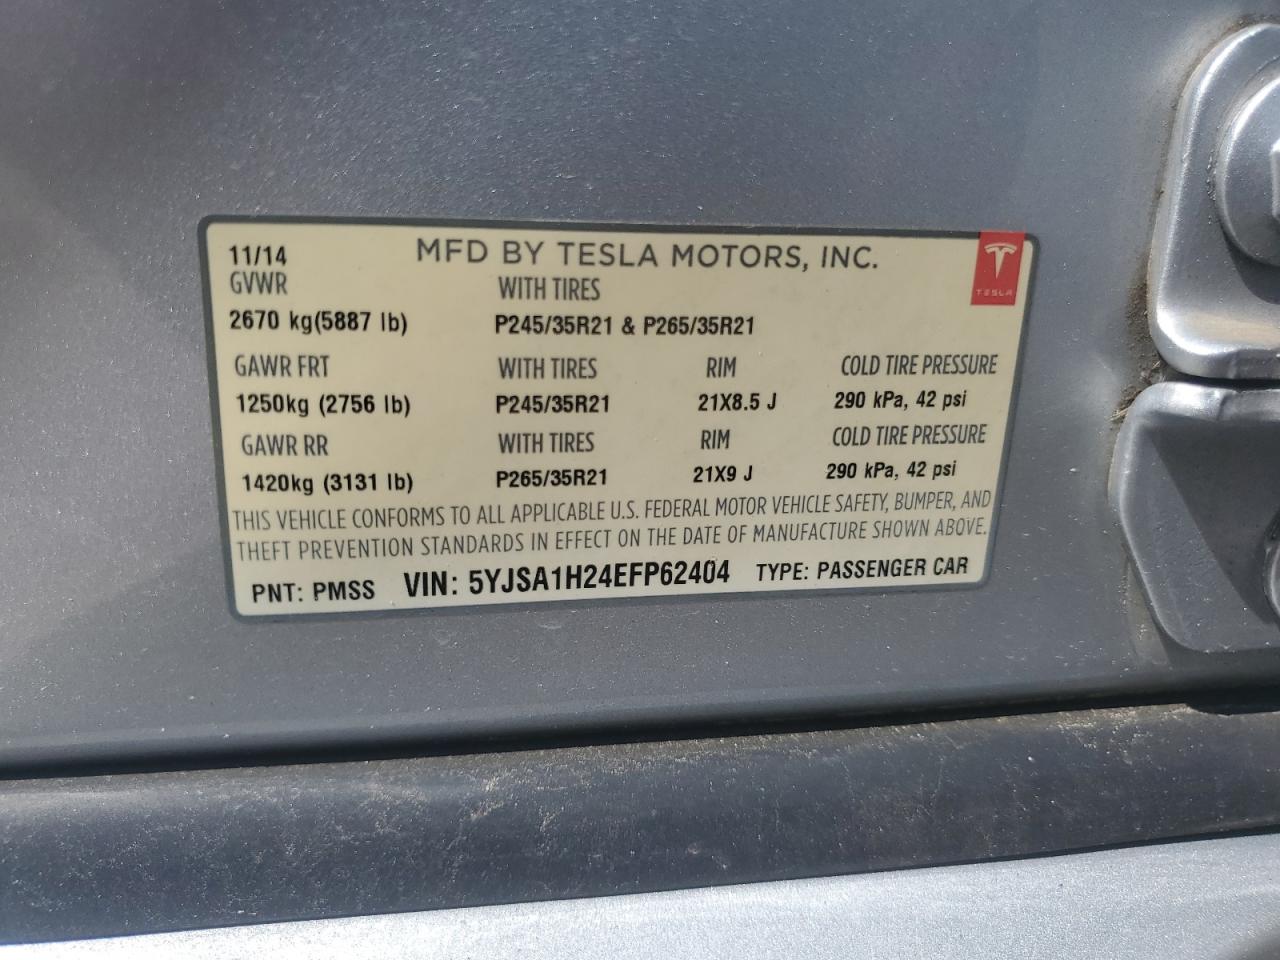 11/14 MFD BY TESLA MOTORS, INC.
TESLA
GVWR WITH TIRES
2670 kg(5887 lb) P245/35R21 & P265/35R21
GAWR FRT WITH TIRES RIM COLD TIRE PRESSURE
1250kg (2756 lb) P245/35R21 21X8.5 J 290 kPa, 42 psi
GAWR RR WITH TIRES RIM COLD TIRE PRESSURE
1420kg (3131 lb) P265/35R21 21X9 J 290 kPa, 42 psi
THIS VEHICLE CONFORMS TO ALL APPLICABLE U.S. FEDERAL MOTOR VEHICLE SAFETY, BUMPER, AND
THEFT PREVENTION STANDARDS IN EFFECT ON THE DATE OF MANUFACTURE SHOWN ABOVE.
PNT: PMSS VIN: 5YJSA1H24EFP62404 TYPE: PASSENGER CAR